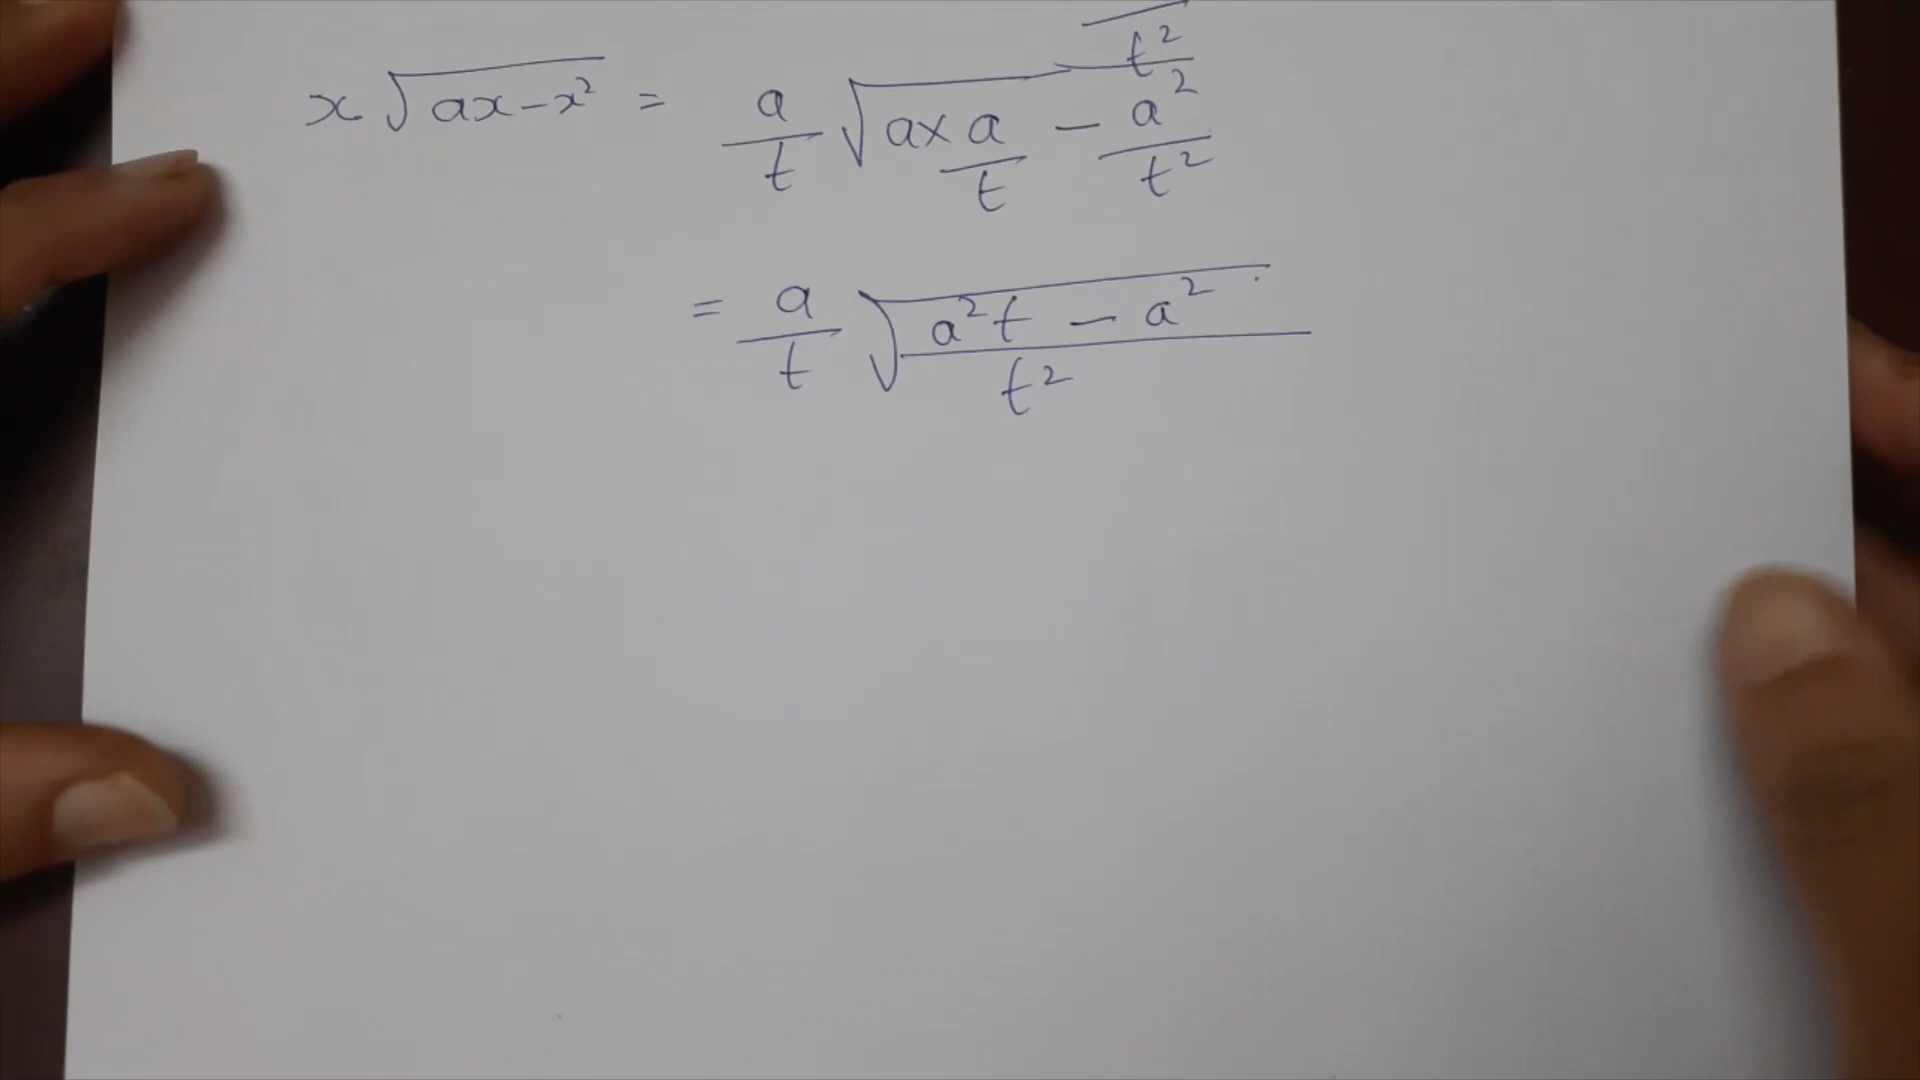 t²
x√(ax-x²) = a/t √(a×a/t - a²/t²)
= a/t √((a²t - a²)/t²)